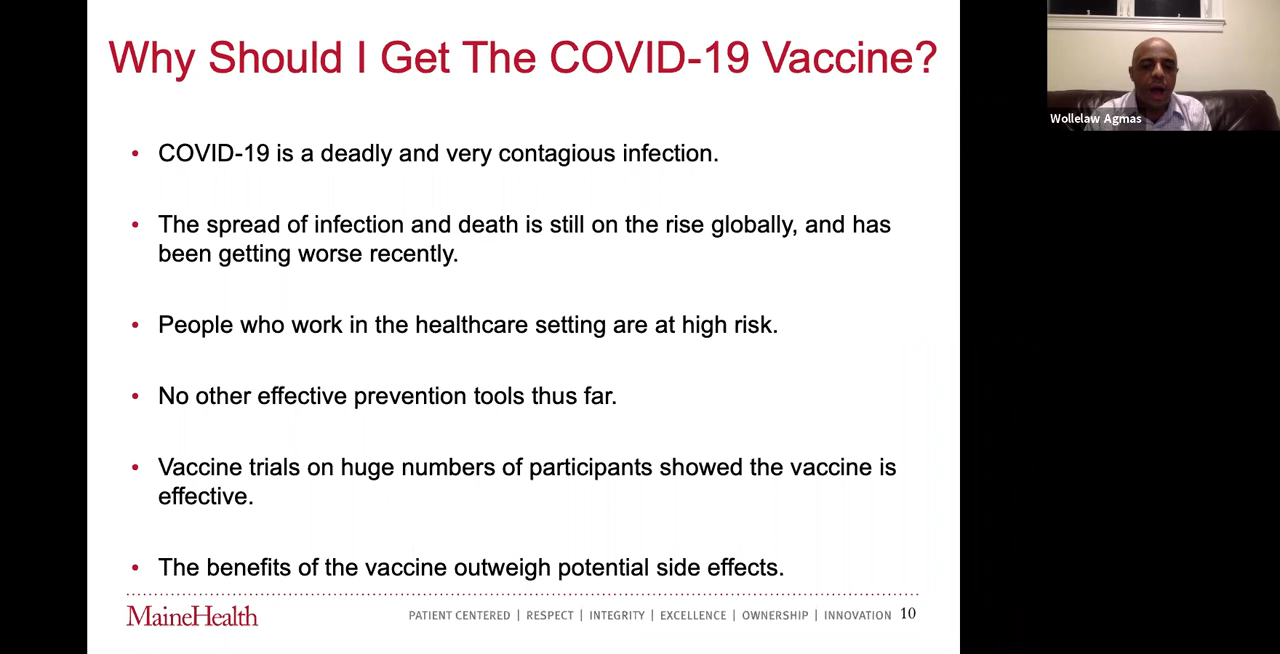 Why Should I Get The COVID-19 Vaccine?
Wollelaw Agmas
• COVID-19 is a deadly and very contagious infection.
• The spread of infection and death is still on the rise globally, and has
been getting worse recently.
• People who work in the healthcare setting are at high risk.
• No other effective prevention tools thus far.
• Vaccine trials on huge numbers of participants showed the vaccine is
effective.
• The benefits of the vaccine outweigh potential side effects.
MaineHealth PATIENT CENTERED | RESPECT | INTEGRITY | EXCELLENCE | OWNERSHIP | INNOVATION 10